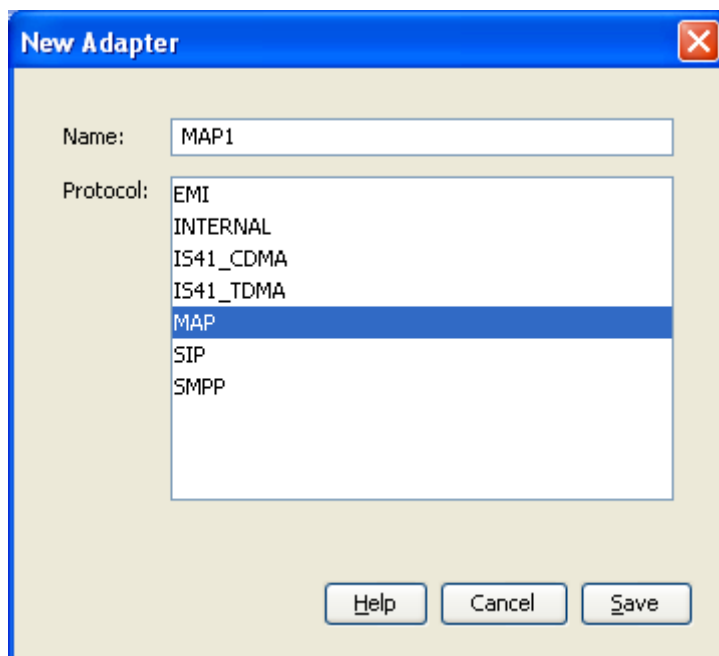 New Adapter
Name: MAP1
Protocol: EMI
INTERNAL
IS41_CDMA
IS41_TDMA
MAP
SIP
SMPP
Help Cancel Save